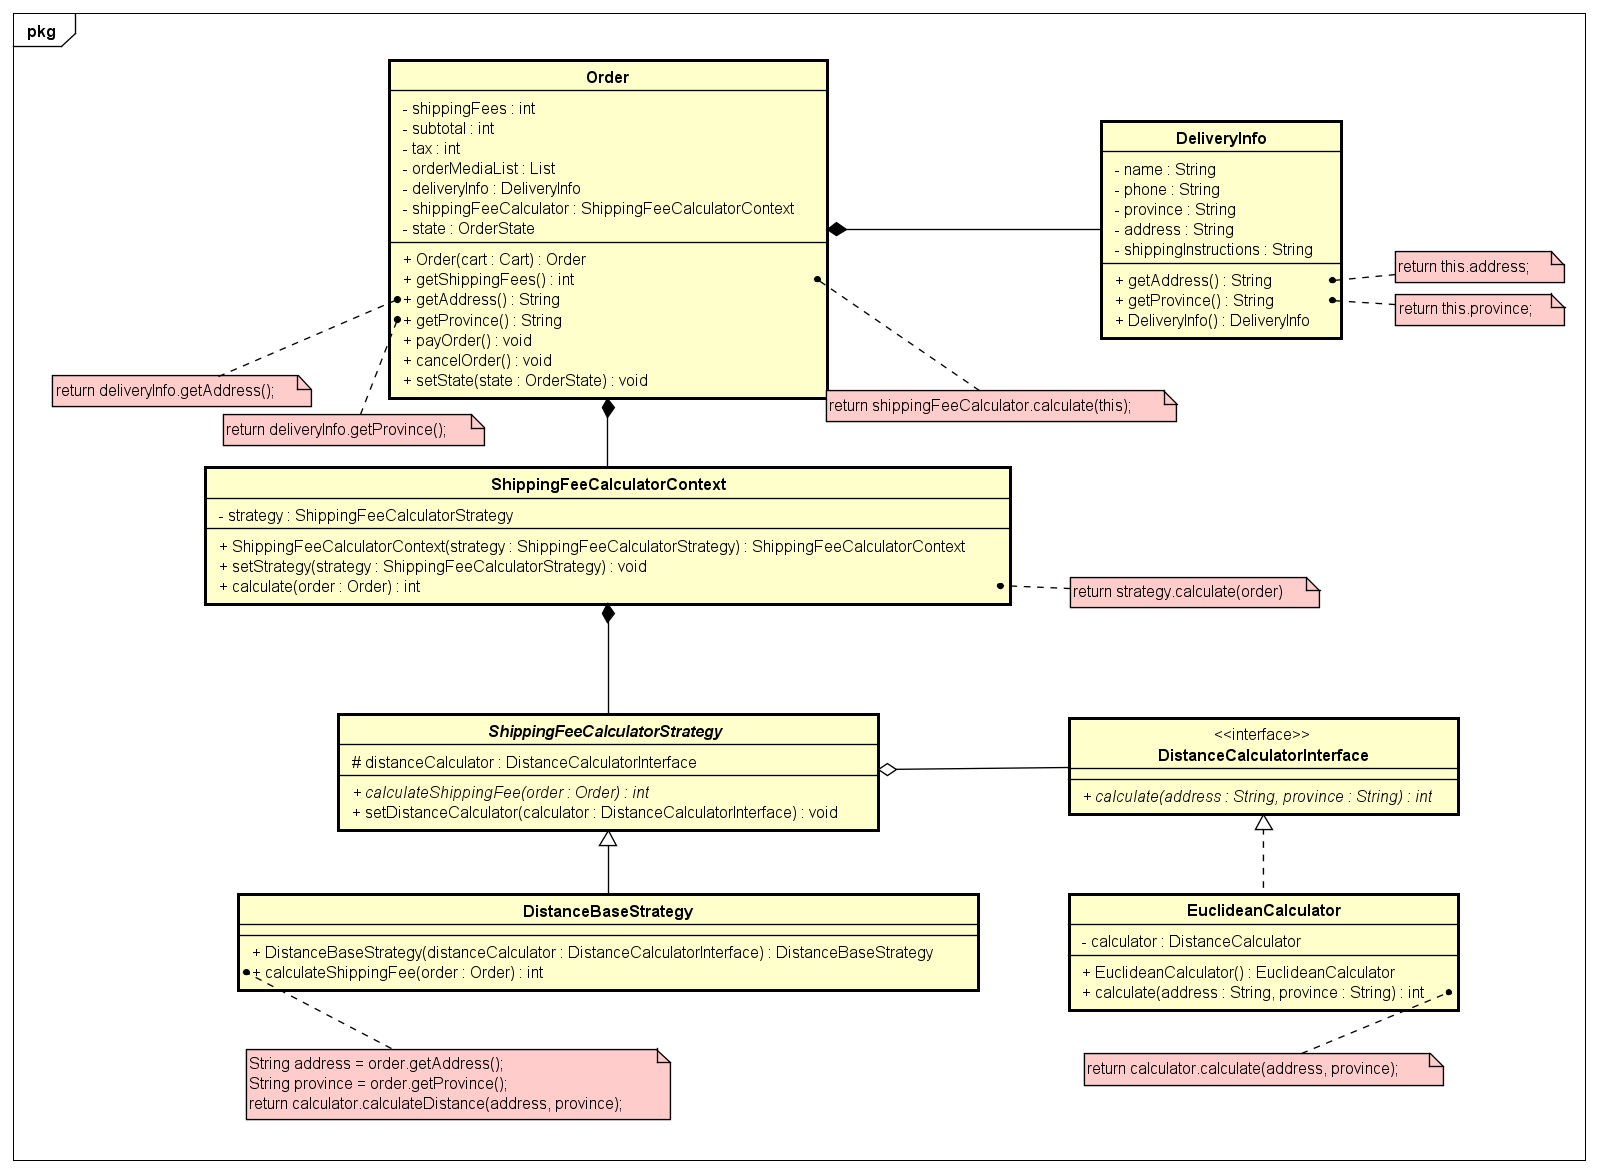 pkg
Order
- shippingFees : int
- subtotal : int
- tax : int
- orderMediaList : List
- deliveryInfo : DeliveryInfo
- shippingFeeCalculator : ShippingFeeCalculatorContext
- state : OrderState
+ Order(cart : Cart) : Order
+ getShippingFees() : int
+ getAddress() : String
+ getProvince() : String
+ payOrder() : void
+ cancelOrder() : void
+ setState(state : OrderState) : void
DeliveryInfo
- name : String
- phone : String
- province : String
- address : String
- shippingInstructions : String
+ getAddress() : String
+ getProvince() : String
+ DeliveryInfo() : DeliveryInfo
return this.address;
return this.province;
return deliveryInfo.getAddress();
return deliveryInfo.getProvince();
return shippingFeeCalculator.calculate(this);
ShippingFeeCalculatorContext
- strategy : ShippingFeeCalculatorStrategy
+ ShippingFeeCalculatorContext(strategy : ShippingFeeCalculatorStrategy) : ShippingFeeCalculatorContext
+ setStrategy(strategy : ShippingFeeCalculatorStrategy) : void
+ calculate(order : Order) : int
return strategy.calculate(order)
ShippingFeeCalculatorStrategy
# distanceCalculator : DistanceCalculatorInterface
+ calculateShippingFee(order : Order) : int
+ setDistanceCalculator(calculator : DistanceCalculatorInterface) : void
<<interface>>
DistanceCalculatorInterface
+ calculate(address : String, province : String) : int
DistanceBaseStrategy
+ DistanceBaseStrategy(distanceCalculator : DistanceCalculatorInterface) : DistanceBaseStrategy
+ calculateShippingFee(order : Order) : int
EuclideanCalculator
- calculator : DistanceCalculator
+ EuclideanCalculator() : EuclideanCalculator
+ calculate(address : String, province : String) : int
String address = order.getAddress();
String province = order.getProvince();
return calculator.calculateDistance(address, province);
return calculator.calculate(address, province);